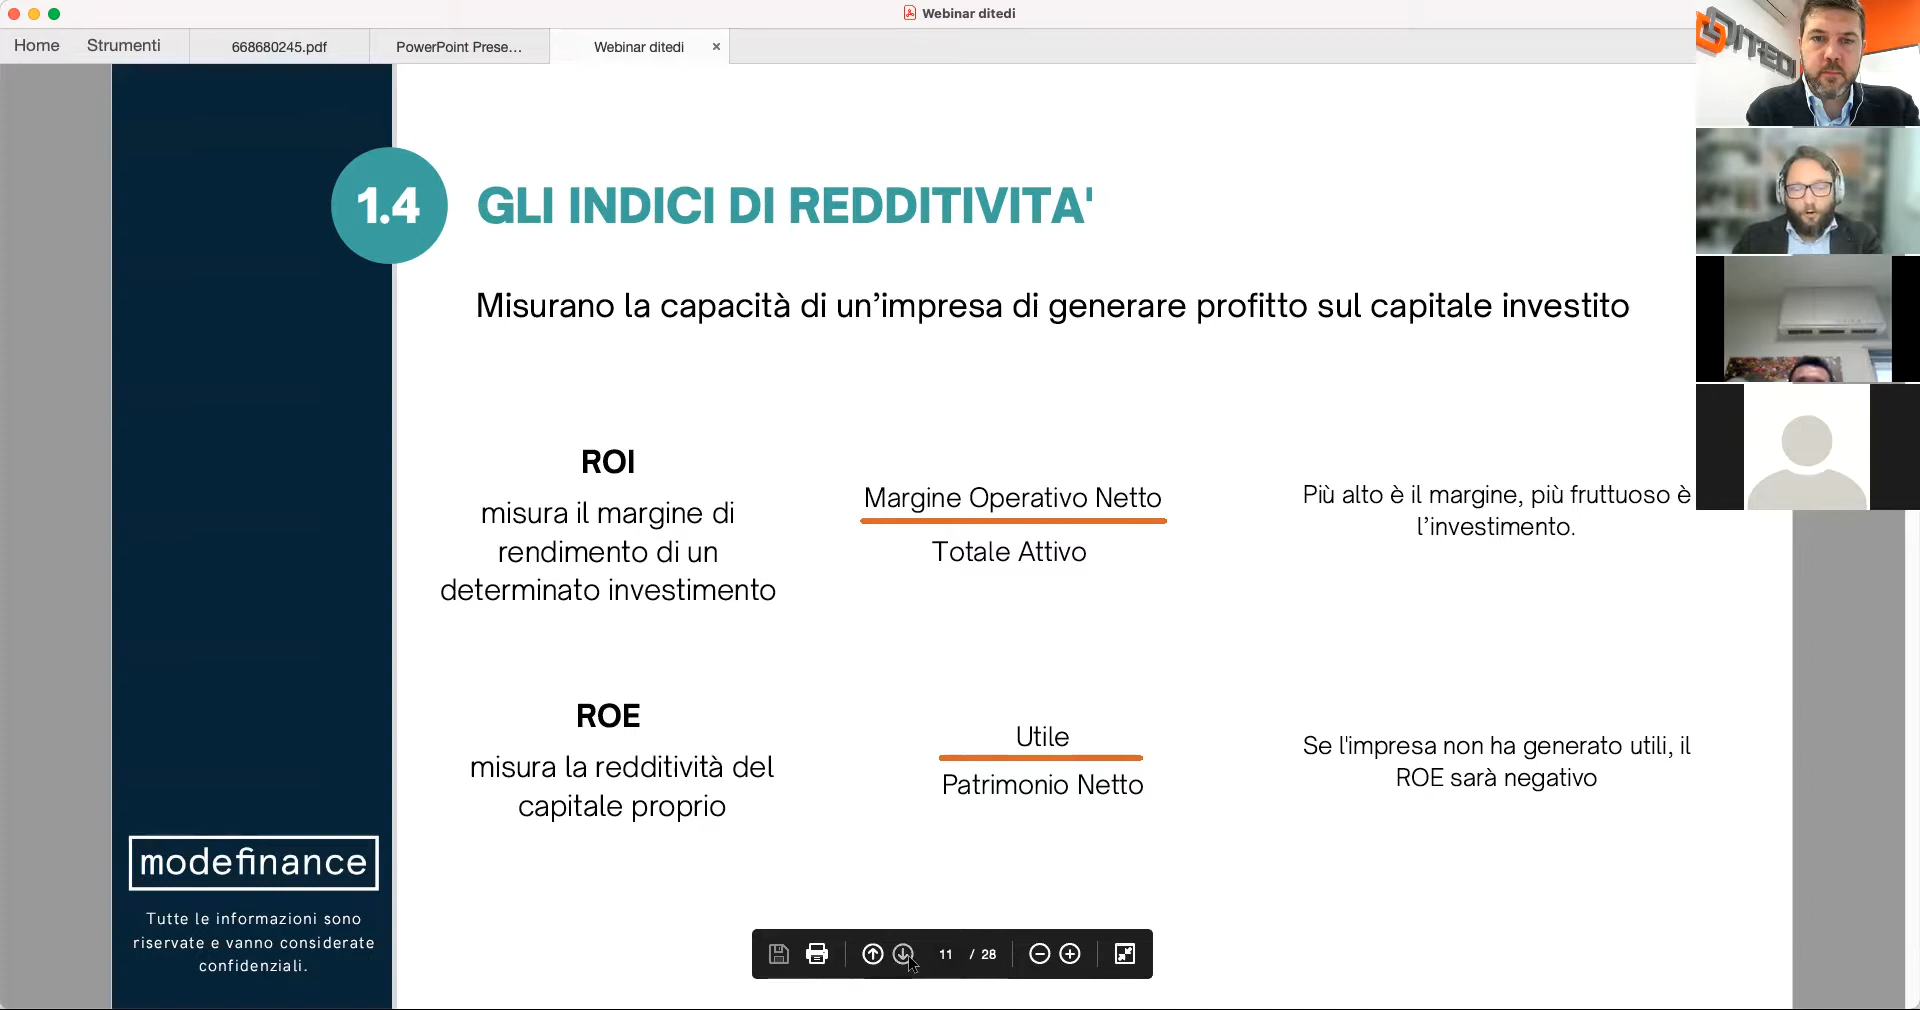 Webinar ditedi
Home
Strumenti
668680245.pdf
PowerPoint Prese...
Webinar ditedi
×
DITEDI
1.4
GLI INDICI DI REDDITIVITA'
Misurano la capacità di un’impresa di generare profitto sul capitale investito
ROI
misura il margine di
rendimento di un
determinato investimento
Margine Operativo Netto
Totale Attivo
Più alto è il margine, più fruttuoso è
l’investimento.
ROE
misura la redditività del
capitale proprio
Utile
Patrimonio Netto
Se l'impresa non ha generato utili, il
ROE sarà negativo
modefinance
Tutte le informazioni sono
riservate e vanno considerate
confidenziali.
11 / 28